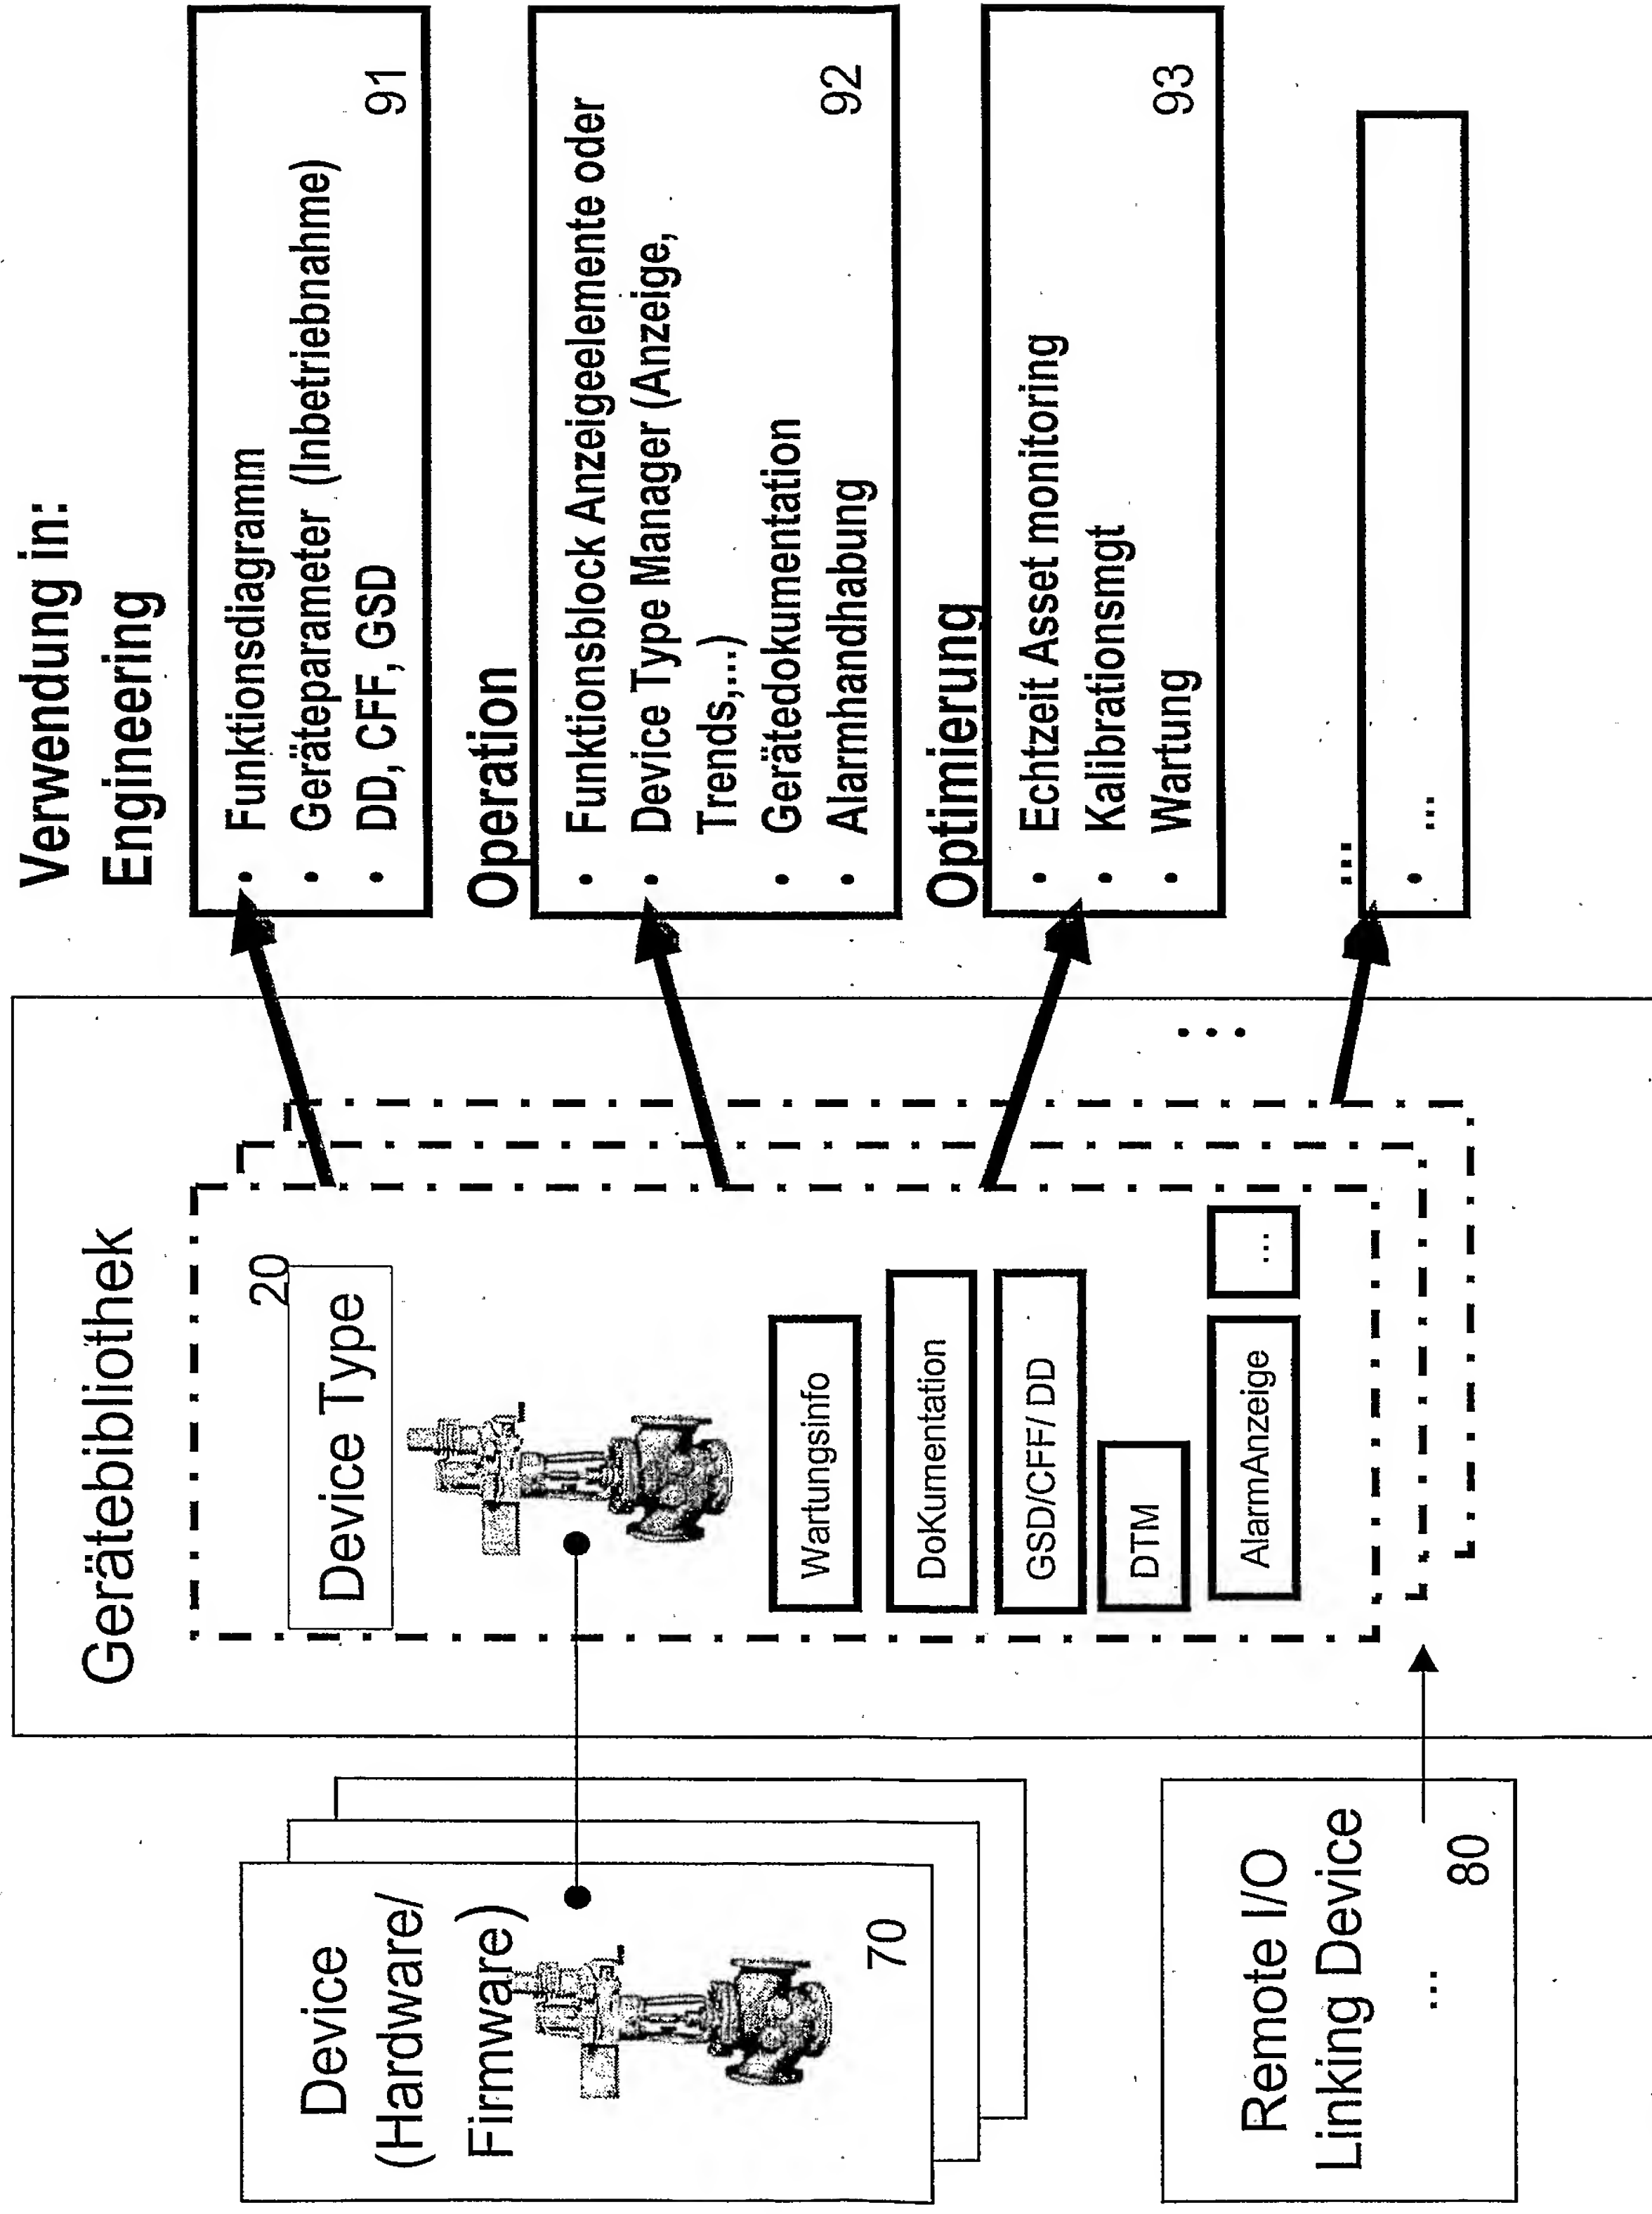 Device
(Hardware/
Firmware)
70
Remote I/O
Linking Device
...
80
Gerätebibliothek
20
Device Type
Wartungsinfo
DoKumentation
GSD/CFF/ DD
DTM
AlarmAnzeige
...
...
Verwendung in:
Engineering
• Funktionsdiagramm
• Geräteparameter (Inbetriebnahme)
• DD, CFF, GSD
91
Operation
• Funktionsblock Anzeigeelemente oder
• Device Type Manager (Anzeige,
Trends,...)
• Gerätedokumentation
• Alarmhandhabung
92
Optimierung
• Echtzeit Asset monitoring
• Kalibrationsmgt
• Wartung
93
...
• ...